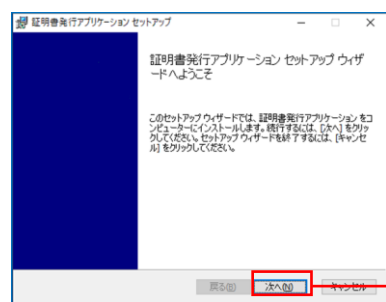 証明書発行アプリケーション セットアップ
証明書発行アプリケーション セットアップ ウィザ
ードへようこそ
このセットアップ ウィザードでは、証明書発行アプリケーション をコ
ンピューターにインストールします。続行するには、[次へ] をクリッ
クしてください。セットアップ ウィザードを終了するには、[キャンセ
ル] をクリックしてください。
戻る(B)
次へ(N)
キャンセル